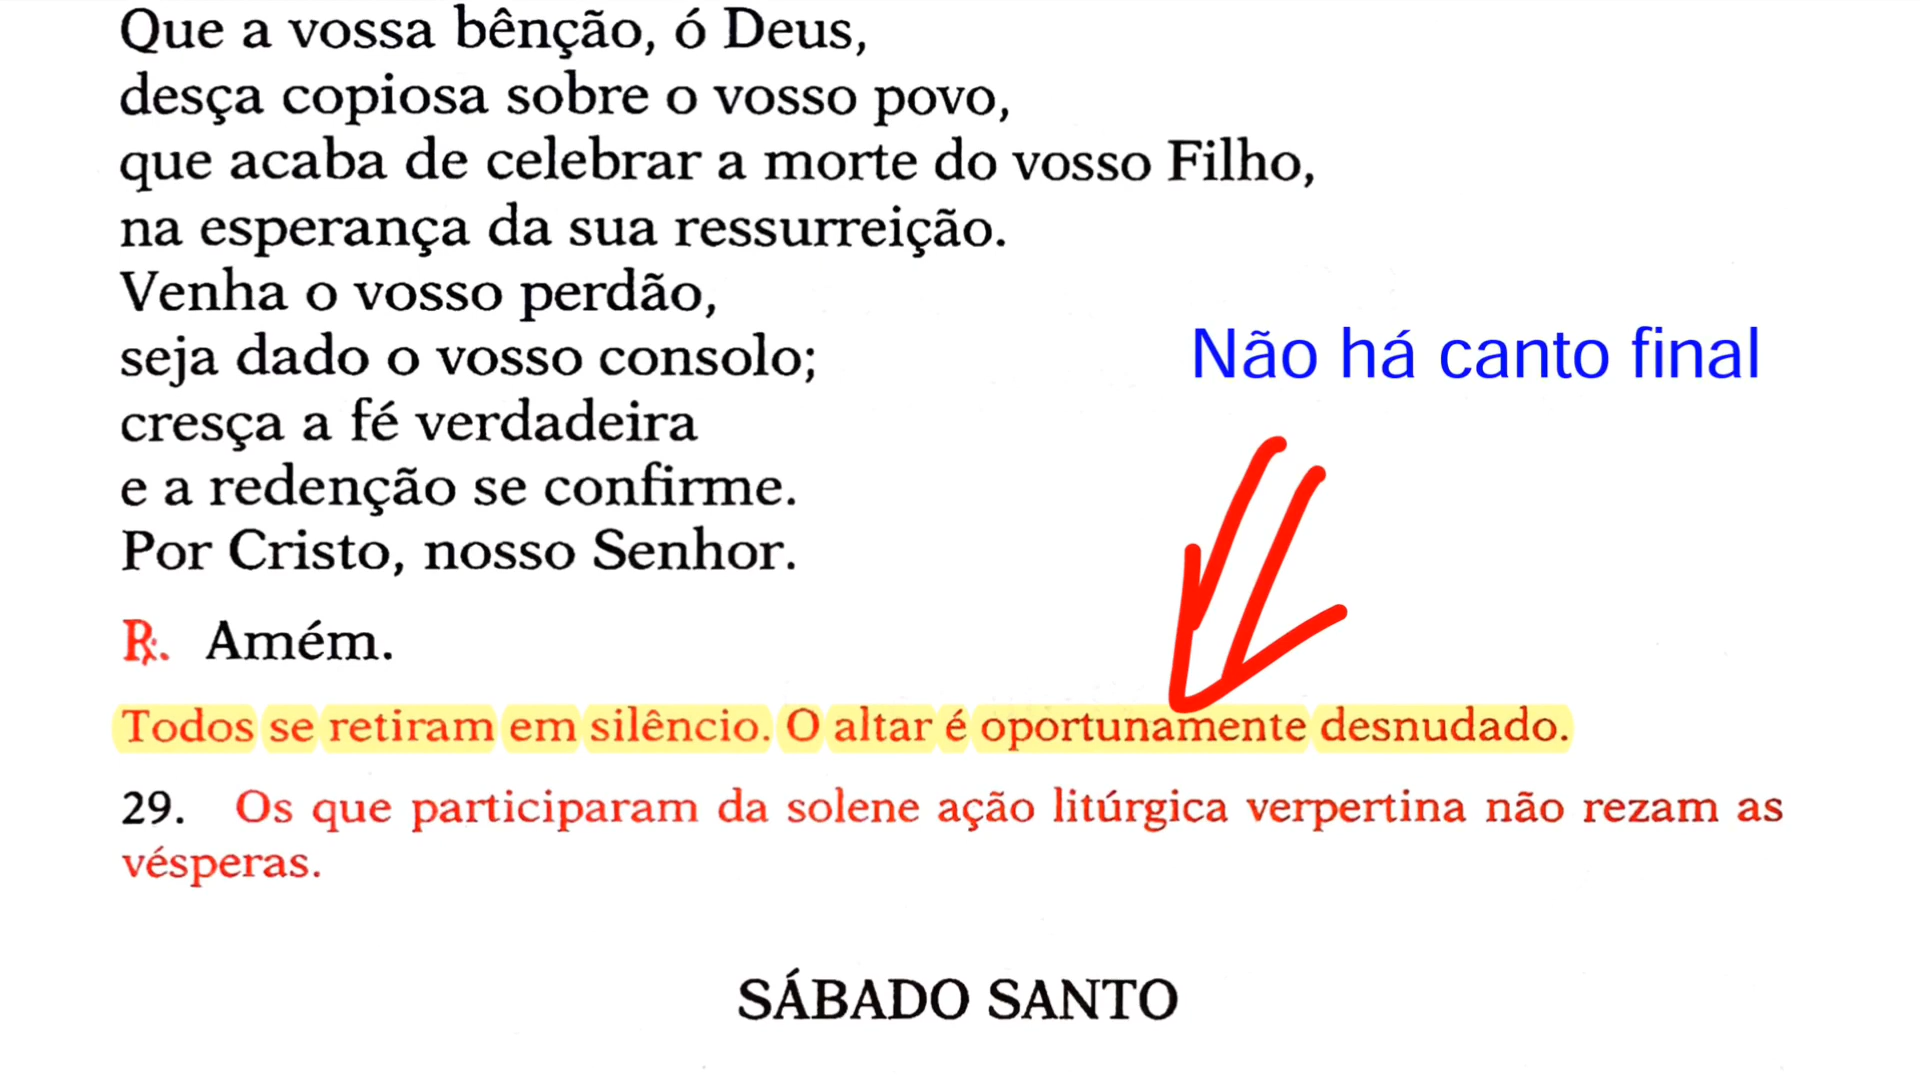 Que a vossa bênção, ó Deus,
desça copiosa sobre o vosso povo,
que acaba de celebrar a morte do vosso Filho,
na esperança da sua ressurreição.
Venha o vosso perdão,
seja dado o vosso consolo;
cresça a fé verdadeira
e a redenção se confirme.
Por Cristo, nosso Senhor.
Não há canto final
℟. Amém.
Todos se retiram em silêncio. O altar é oportunamente desnudado.
29. Os que participaram da solene ação litúrgica verpertina não rezam as
vésperas.
SÁBADO SANTO